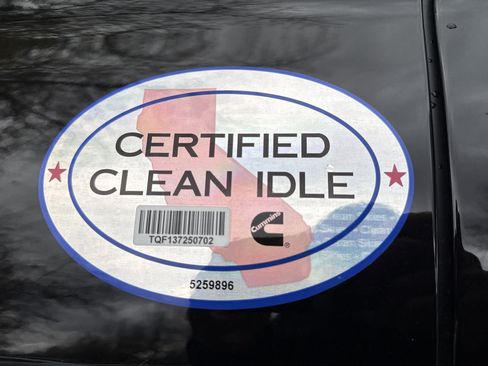 CERTIFIED
CLEAN IDLE
TQF137250702
Cummins
®
5259896